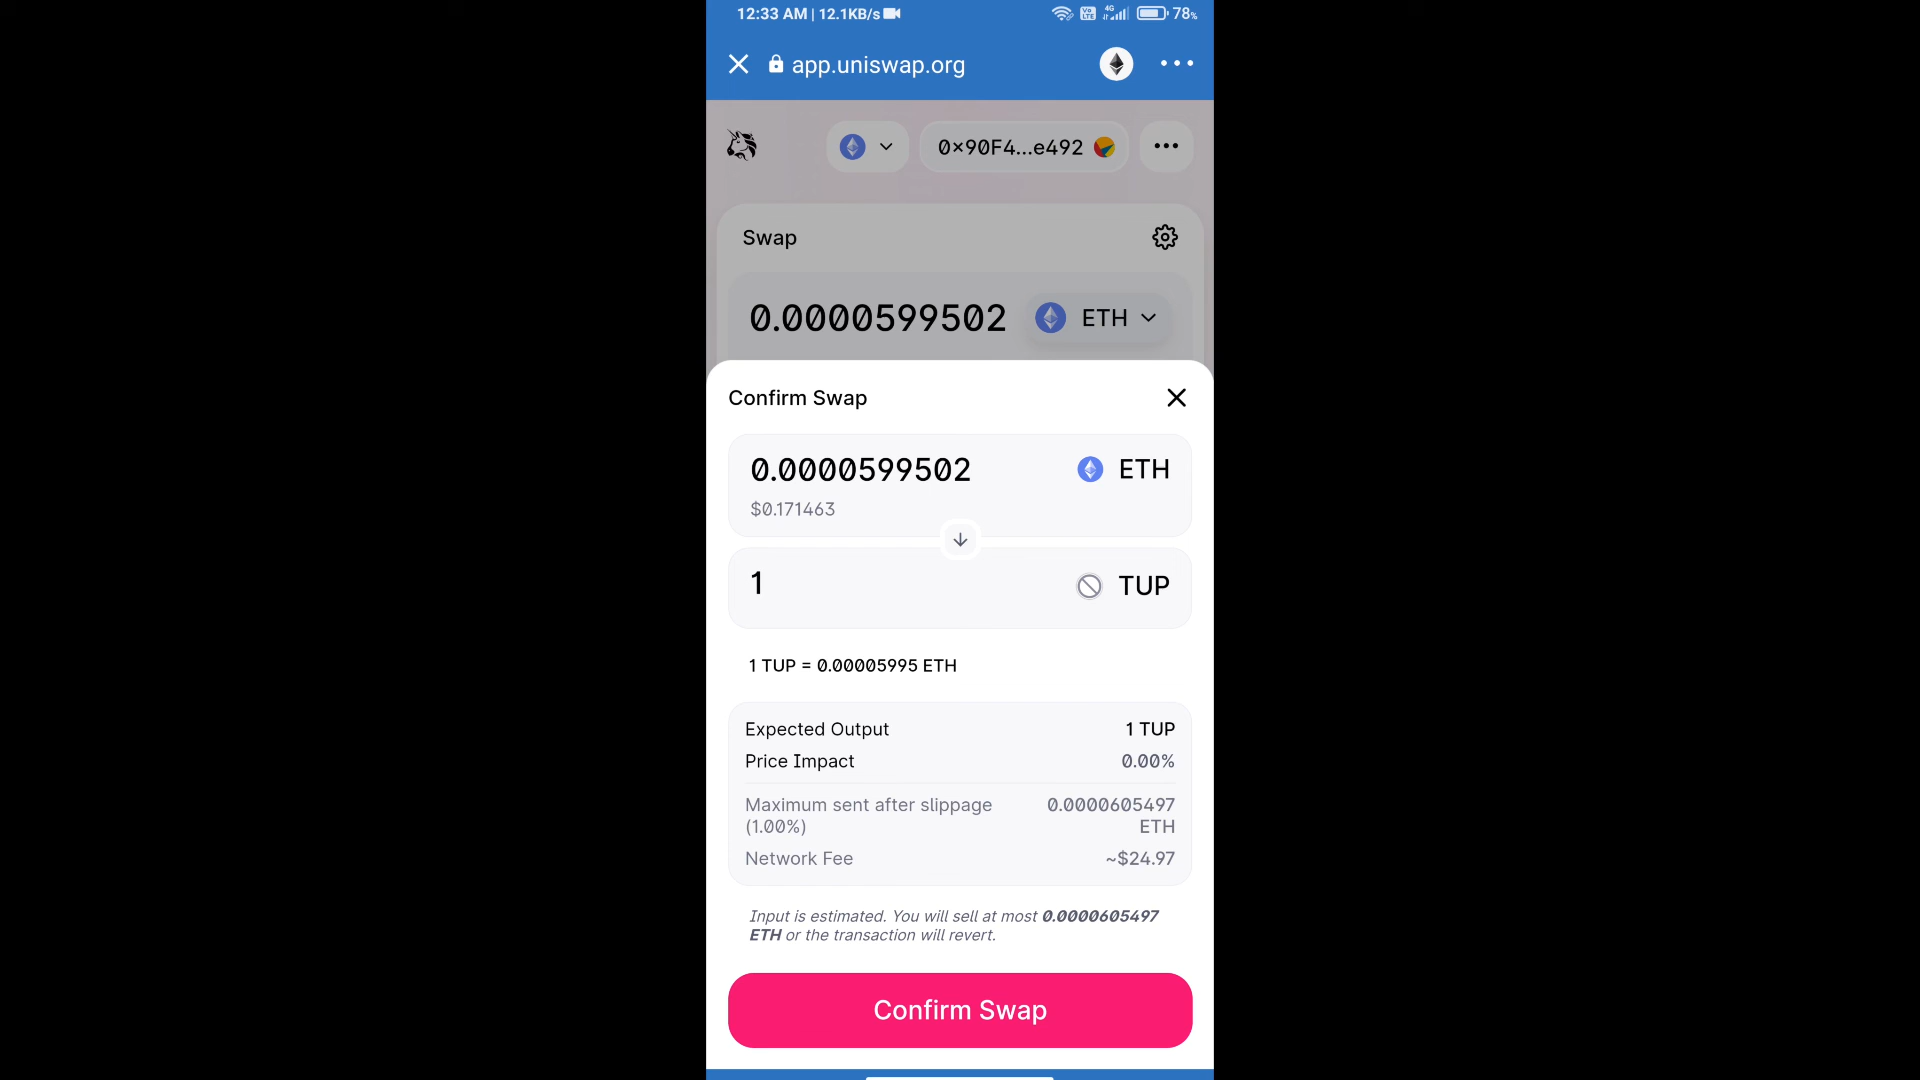 12:33 AM | 12.1KB/s 4G Vo LTE 78%
app.uniswap.org
0x90F4...e492
Swap
0.0000599502 ETH
Confirm Swap
0.0000599502 ETH
$0.171463
1 TUP
1 TUP = 0.00005995 ETH
Expected Output 1 TUP
Price Impact 0.00%
Maximum sent after slippage 0.0000605497
(1.00%) ETH
Network Fee ~$24.97
Input is estimated. You will sell at most 0.0000605497
ETH or the transaction will revert.
Confirm Swap